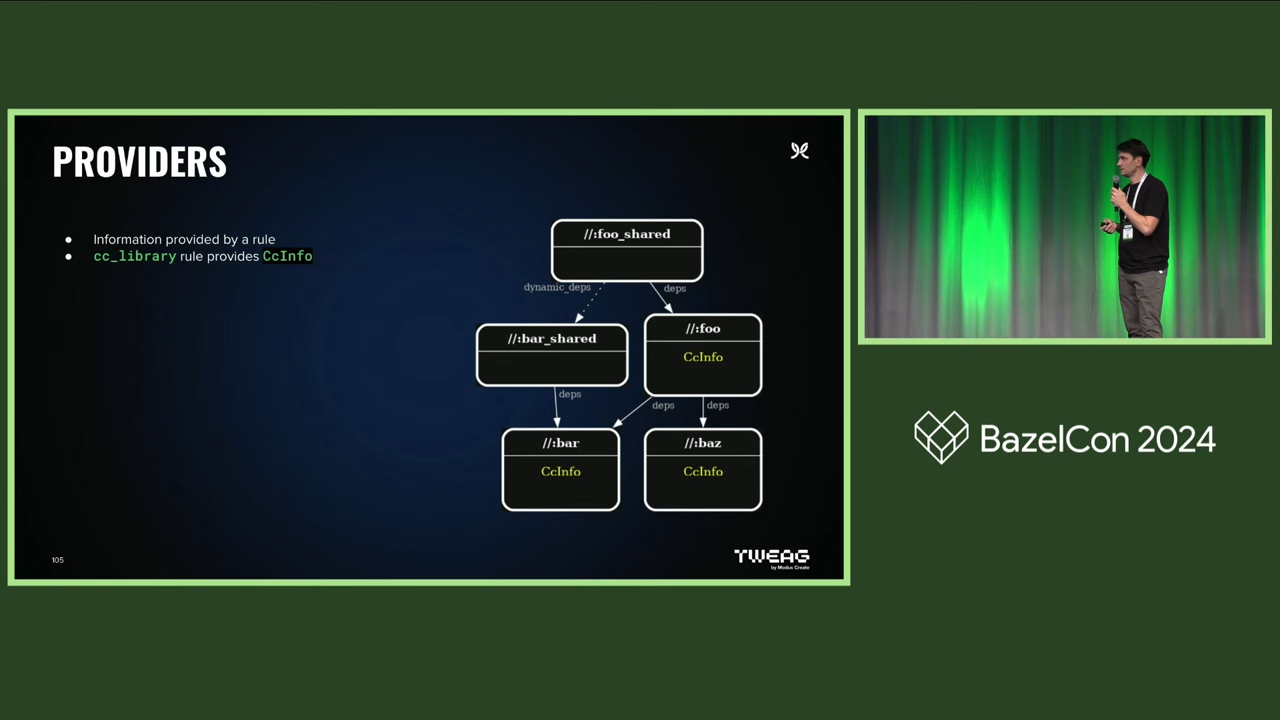 PROVIDERS
● Information provided by a rule
● cc_library rule provides CcInfo
//:foo_shared
dynamic_deps
deps
//:bar_shared
//:foo
CcInfo
deps
deps
deps
//:bar
CcInfo
//:baz
CcInfo
105
TWEAG
by Modus Create
BazelCon 2024